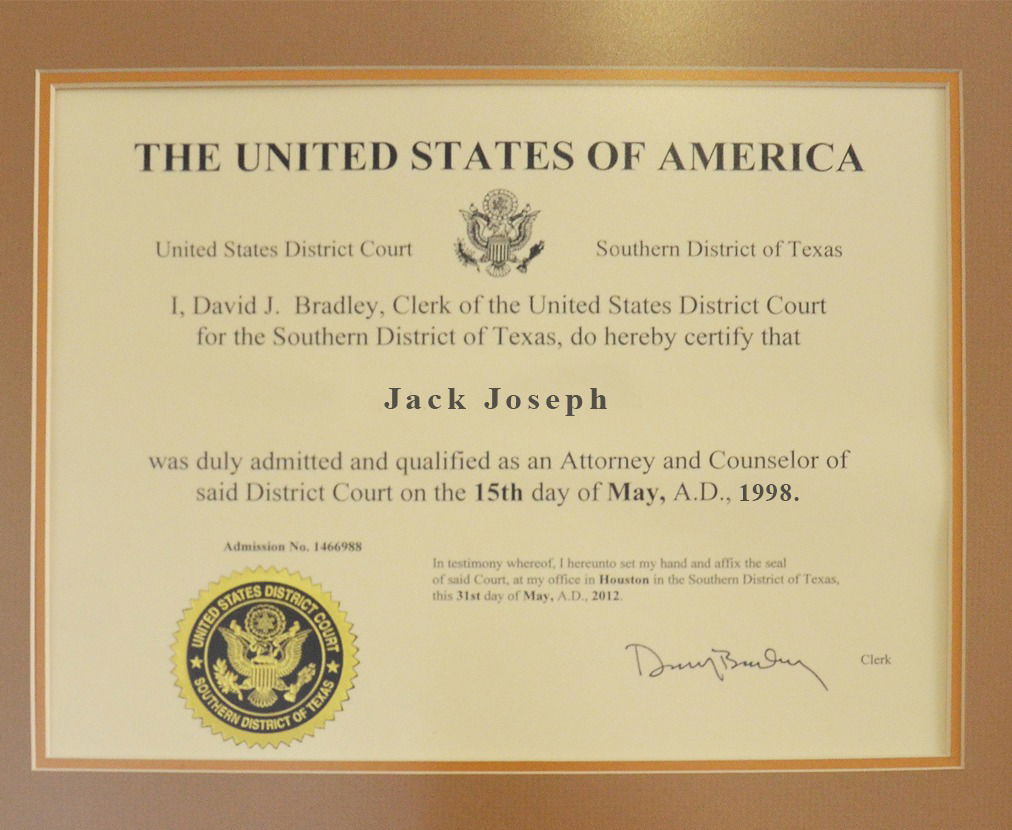 THE UNITED STATES OF AMERICA
United States District Court
Southern District of Texas
I, David J. Bradley, Clerk of the United States District Court
for the Southern District of Texas, do hereby certify that
Jack Joseph
was duly admitted and qualified as an Attorney and Counselor of
said District Court on the 15th day of May, A.D., 1998.
Admission No. 1466988
In testimony whereof, I hereunto set my hand and affix the seal
of said Court, at my office in Houston in the Southern District of Texas,
this 31st day of May, A.D., 2012.
Clerk
UNITED STATES DISTRICT COURT
SOUTHERN DISTRICT OF TEXAS